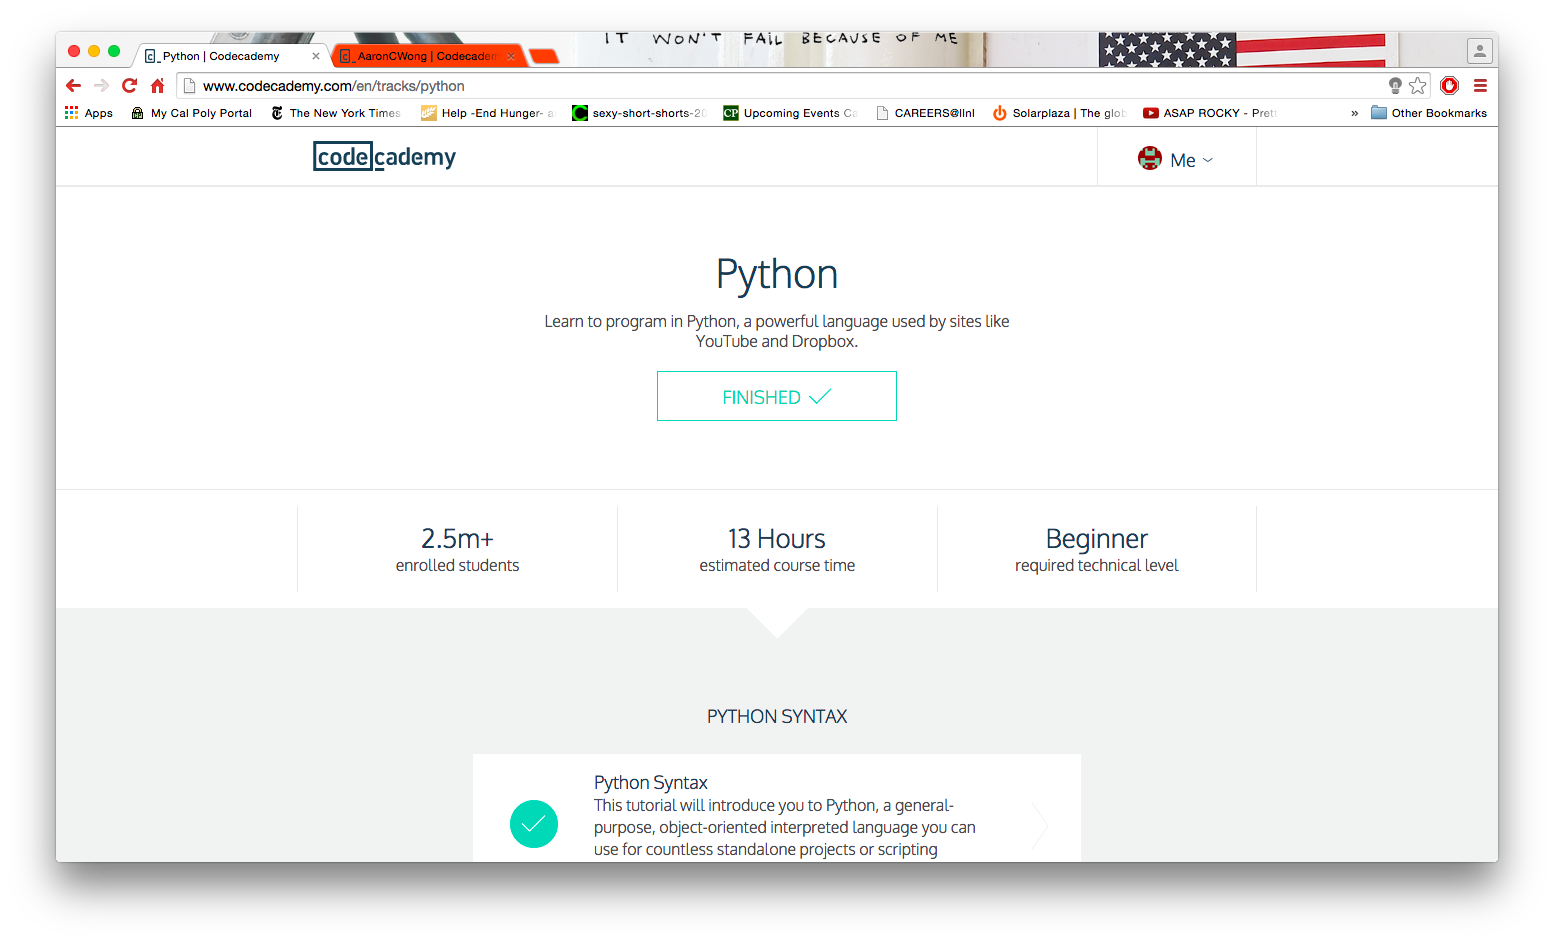 IT WON'T FAIL BECAUSE OF ME
Python | Codecademy
AaronCWong | Codecadem
www.codecademy.com/en/tracks/python
Apps
My Cal Poly Portal
The New York Times
Help -End Hunger- a
sexy-short-shorts-20
CP Upcoming Events Ca
CAREERS@llnl
Solarplaza | The glob
ASAP ROCKY - Prett
»
Other Bookmarks
codecademy
Me
Python
Learn to program in Python, a powerful language used by sites like
YouTube and Dropbox.
FINISHED
2.5m+
enrolled students
13 Hours
estimated course time
Beginner
required technical level
PYTHON SYNTAX
Python Syntax
This tutorial will introduce you to Python, a general-
purpose, object-oriented interpreted language you can
use for countless standalone projects or scripting